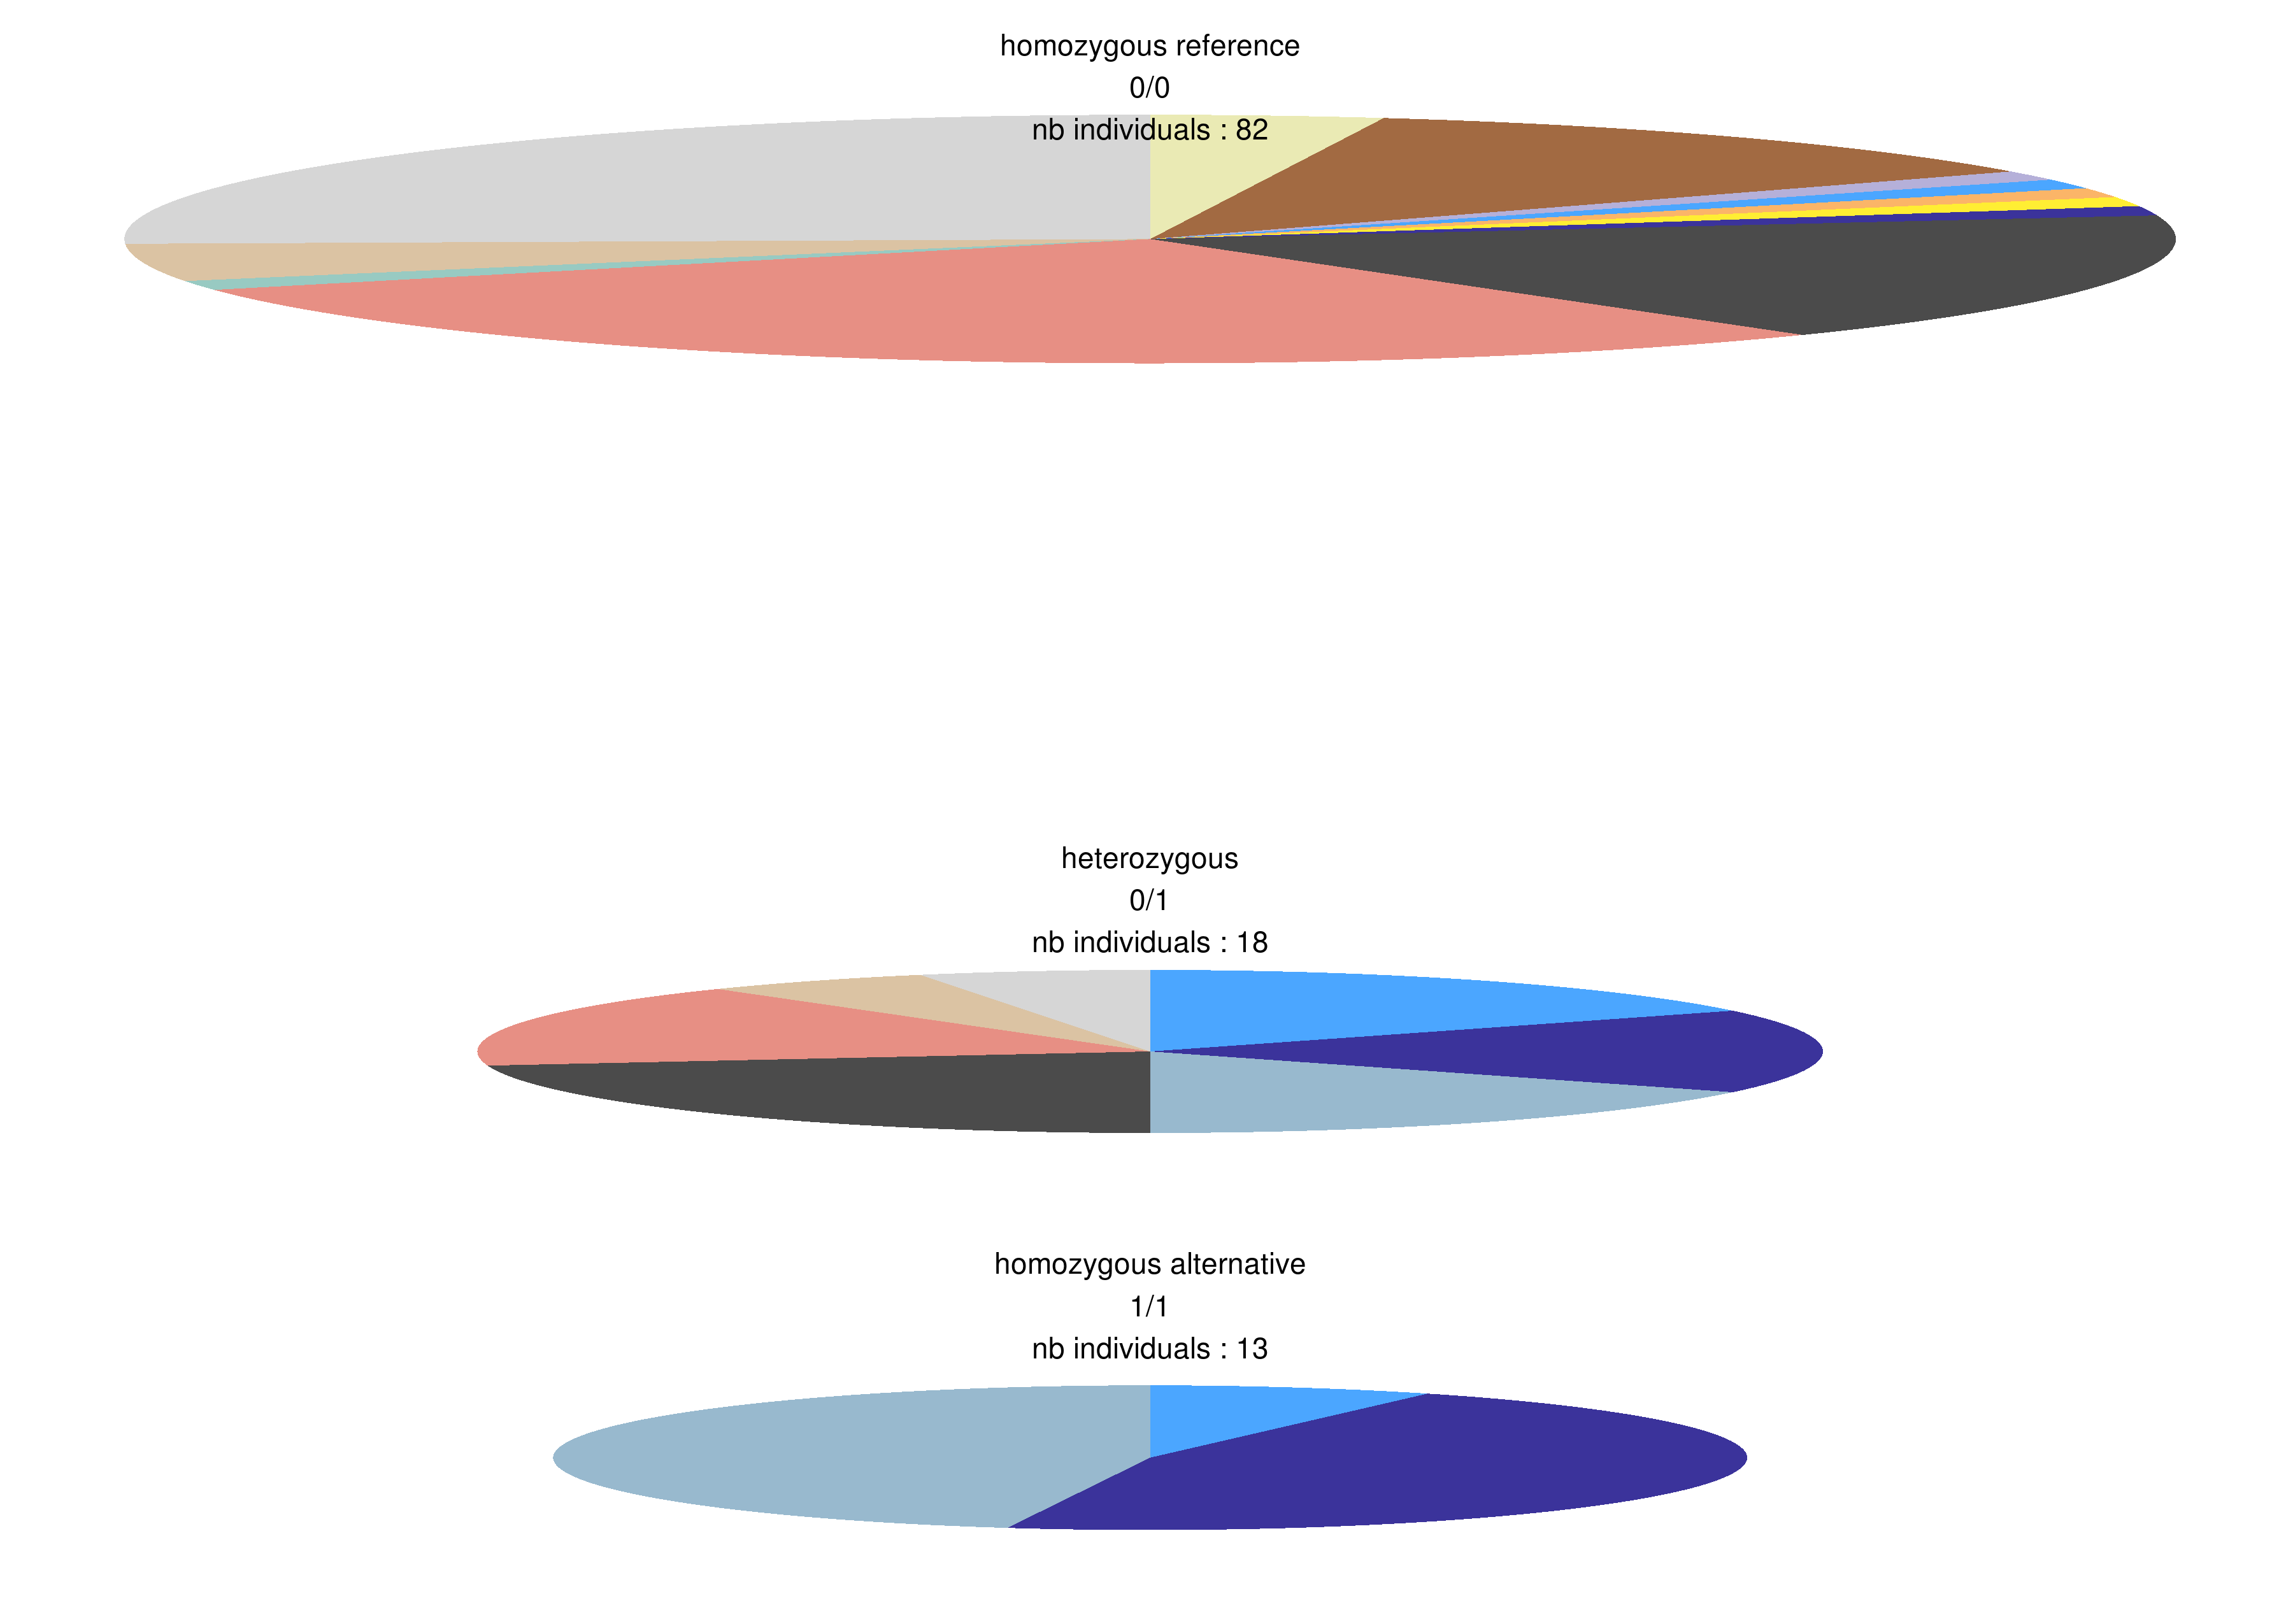 homozygous reference
0/0
nb individuals : 82
heterozygous
0/1
nb individuals : 18
homozygous alternative
1/1
nb individuals : 13